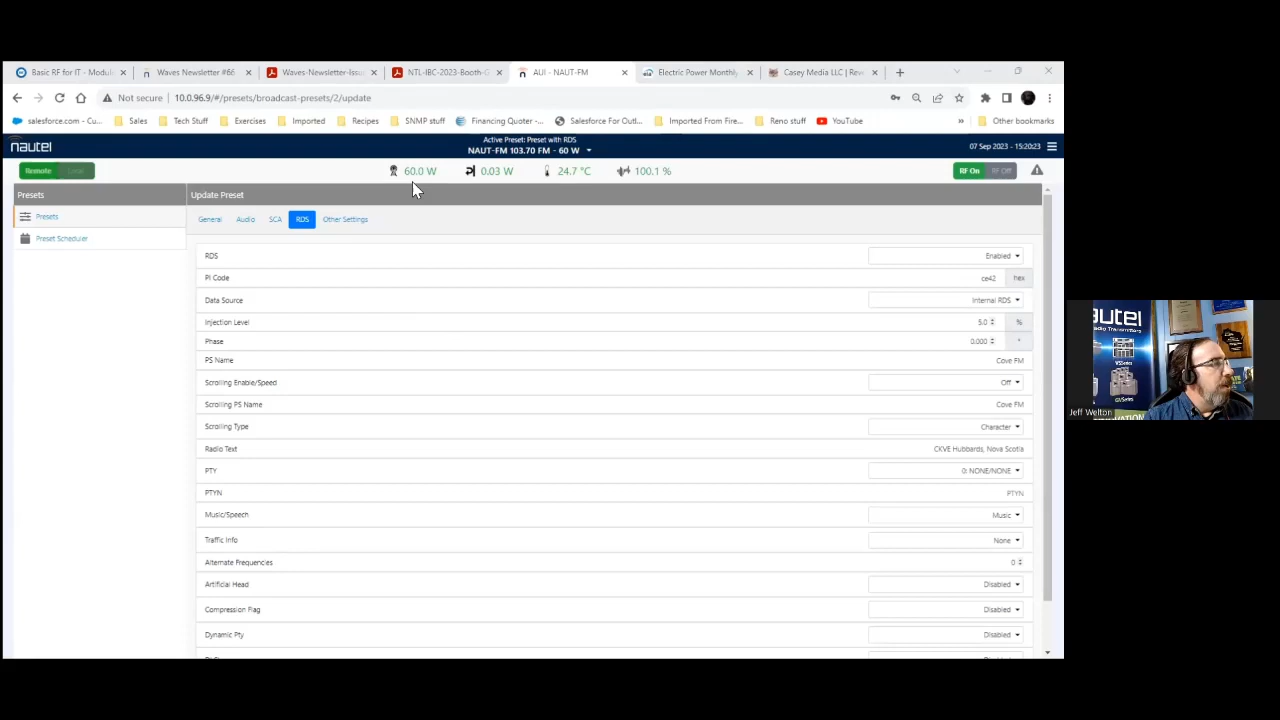 Basic RF for IT - Modul
Waves Newsletter #66
Waves-Newsletter-Issu
NTL-IBC-2023-Booth-G
AUI - NAUT-FM
Electric Power Monthly
Casey Media LLC | Rev
Not secure
10.0.96.9/#/presets/broadcast-presets/2/update
salesforce.com - Cu...
Sales
Tech Stuff
Exercises
Imported
Recipes
SNMP stuff
Financing Quoter -...
Salesforce For Outl...
Imported From Fire...
Reno stuff
YouTube
»
Other bookmarks
nautel
Active Preset: Preset with RDS
NAUT-FM 103.70 FM - 60 W
07 Sep 2023 - 15:20:23
Remote
Local
60.0 W
0.03 W
24.7 °C
100.1 %
RF On
RF Off
Presets
Update Preset
Presets
Preset Scheduler
General
Audio
SCA
RDS
Other Settings
RDS
Enabled
PI Code
ce42
hex
Data Source
Internal RDS
Injection Level
5.0
%
Phase
0.000
°
PS Name
Cove FM
Scrolling Enable/Speed
Off
Scrolling PS Name
Cove FM
Scrolling Type
Character
Radio Text
CKVE Hubbards, Nova Scotia
PTY
0: NONE/NONE
PTYN
PTYN
Music/Speech
Music
Traffic Info
None
Alternate Frequencies
0
Artificial Head
Disabled
Compression Flag
Disabled
Dynamic Pty
Disabled
autel
adio Transmitters
Jeff Welton